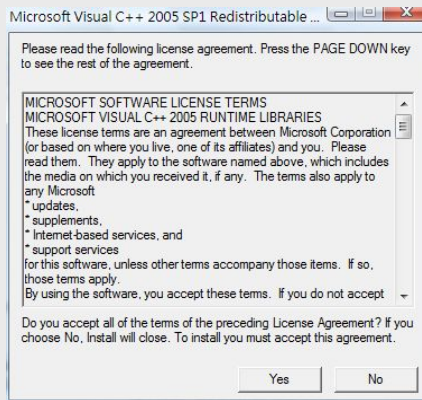 Microsoft Visual C++ 2005 SP1 Redistributable ...
Please read the following license agreement. Press the PAGE DOWN key
to see the rest of the agreement.
MICROSOFT SOFTWARE LICENSE TERMS
MICROSOFT VISUAL C++ 2005 RUNTIME LIBRARIES
These license terms are an agreement between Microsoft Corporation
(or based on where you live, one of its affiliates) and you. Please
read them. They apply to the software named above, which includes
the media on which you received it, if any. The terms also apply to
any Microsoft
* updates,
* supplements,
* Internet-based services, and
* support services
for this software, unless other terms accompany those items. If so,
those terms apply.
By using the software, you accept these terms. If you do not accept
Do you accept all of the terms of the preceding License Agreement? If you
choose No, Install will close. To install you must accept this agreement.
Yes
No